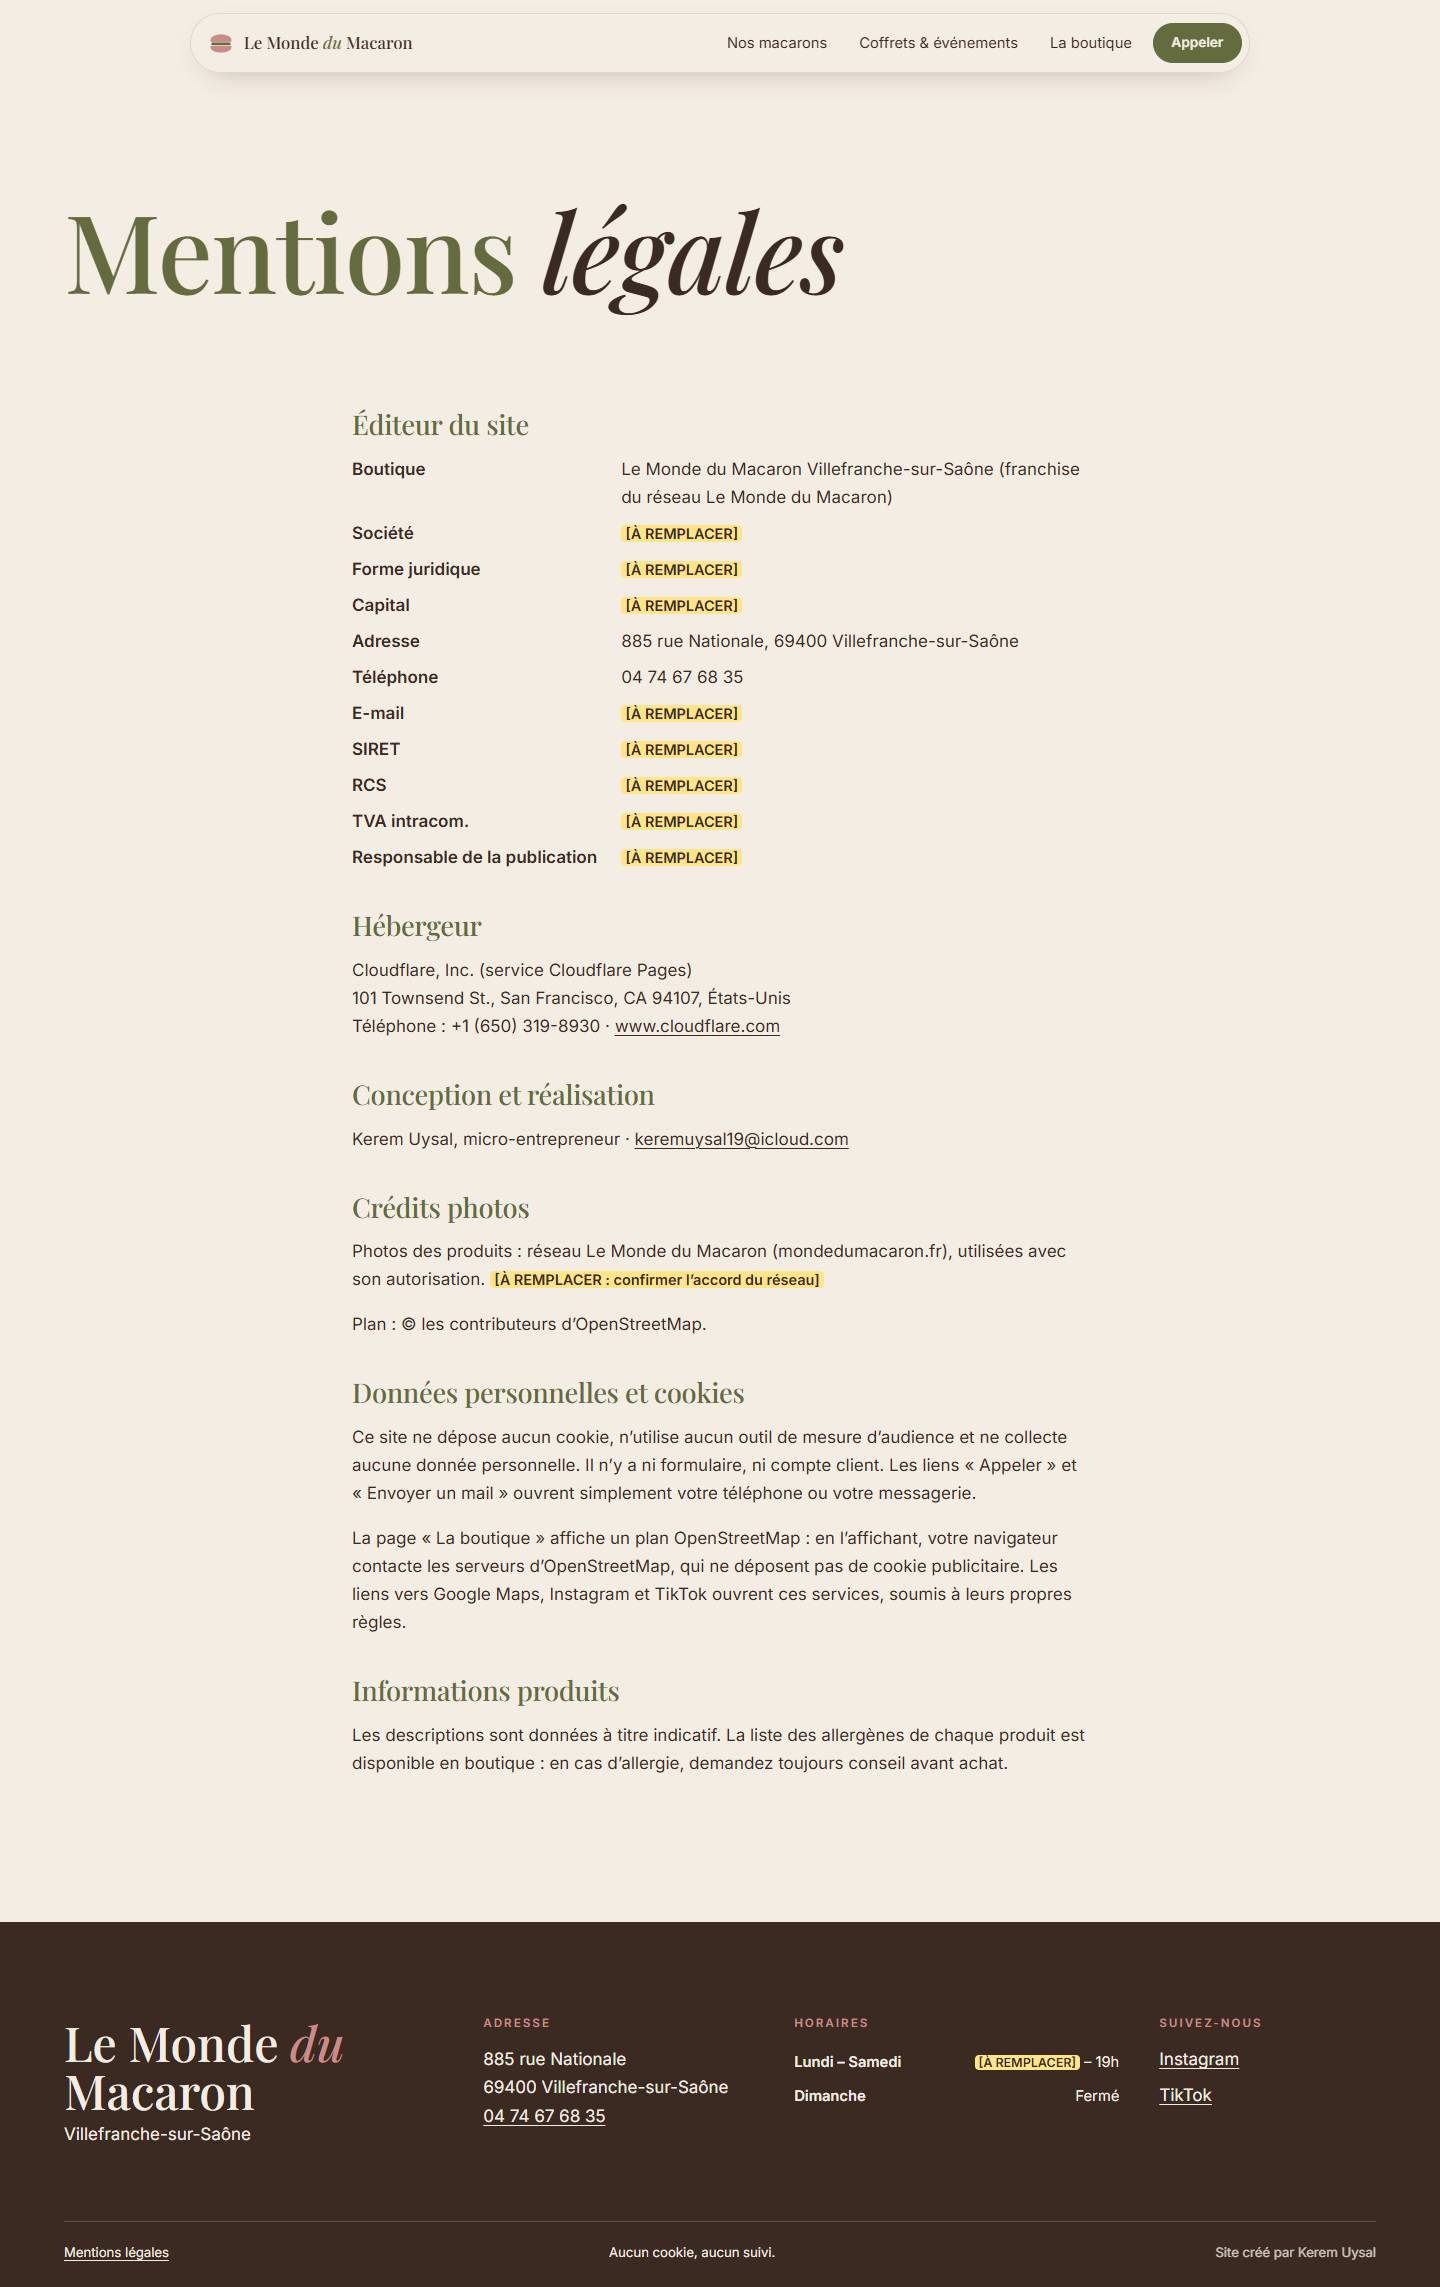 Le Monde du Macaron
Nos macarons
Coffrets & événements
La boutique
Appeler
Mentions légales
Éditeur du site
Boutique
Le Monde du Macaron Villefranche-sur-Saône (franchise
du réseau Le Monde du Macaron)
Société
[À REMPLACER]
Forme juridique
[À REMPLACER]
Capital
[À REMPLACER]
Adresse
885 rue Nationale, 69400 Villefranche-sur-Saône
Téléphone
04 74 67 68 35
E-mail
[À REMPLACER]
SIRET
[À REMPLACER]
RCS
[À REMPLACER]
TVA intracom.
[À REMPLACER]
Responsable de la publication
[À REMPLACER]
Hébergeur
Cloudflare, Inc. (service Cloudflare Pages)
101 Townsend St., San Francisco, CA 94107, États-Unis
Téléphone : +1 (650) 319-8930 · www.cloudflare.com
Conception et réalisation
Kerem Uysal, micro-entrepreneur · keremuysal19@icloud.com
Crédits photos
Photos des produits : réseau Le Monde du Macaron (mondedumacaron.fr), utilisées avec
son autorisation. [À REMPLACER : confirmer l’accord du réseau]
Plan : © les contributeurs d’OpenStreetMap.
Données personnelles et cookies
Ce site ne dépose aucun cookie, n’utilise aucun outil de mesure d’audience et ne collecte
aucune donnée personnelle. Il n’y a ni formulaire, ni compte client. Les liens « Appeler » et
« Envoyer un mail » ouvrent simplement votre téléphone ou votre messagerie.
La page « La boutique » affiche un plan OpenStreetMap : en l’affichant, votre navigateur
contacte les serveurs d’OpenStreetMap, qui ne déposent pas de cookie publicitaire. Les
liens vers Google Maps, Instagram et TikTok ouvrent ces services, soumis à leurs propres
règles.
Informations produits
Les descriptions sont données à titre indicatif. La liste des allergènes de chaque produit est
disponible en boutique : en cas d’allergie, demandez toujours conseil avant achat.
Le Monde du
Macaron
Villefranche-sur-Saône
ADRESSE
885 rue Nationale
69400 Villefranche-sur-Saône
04 74 67 68 35
HORAIRES
Lundi – Samedi
[À REMPLACER] – 19h
Dimanche
Fermé
SUIVEZ-NOUS
Instagram
TikTok
Mentions légales
Aucun cookie, aucun suivi.
Site créé par Kerem Uysal